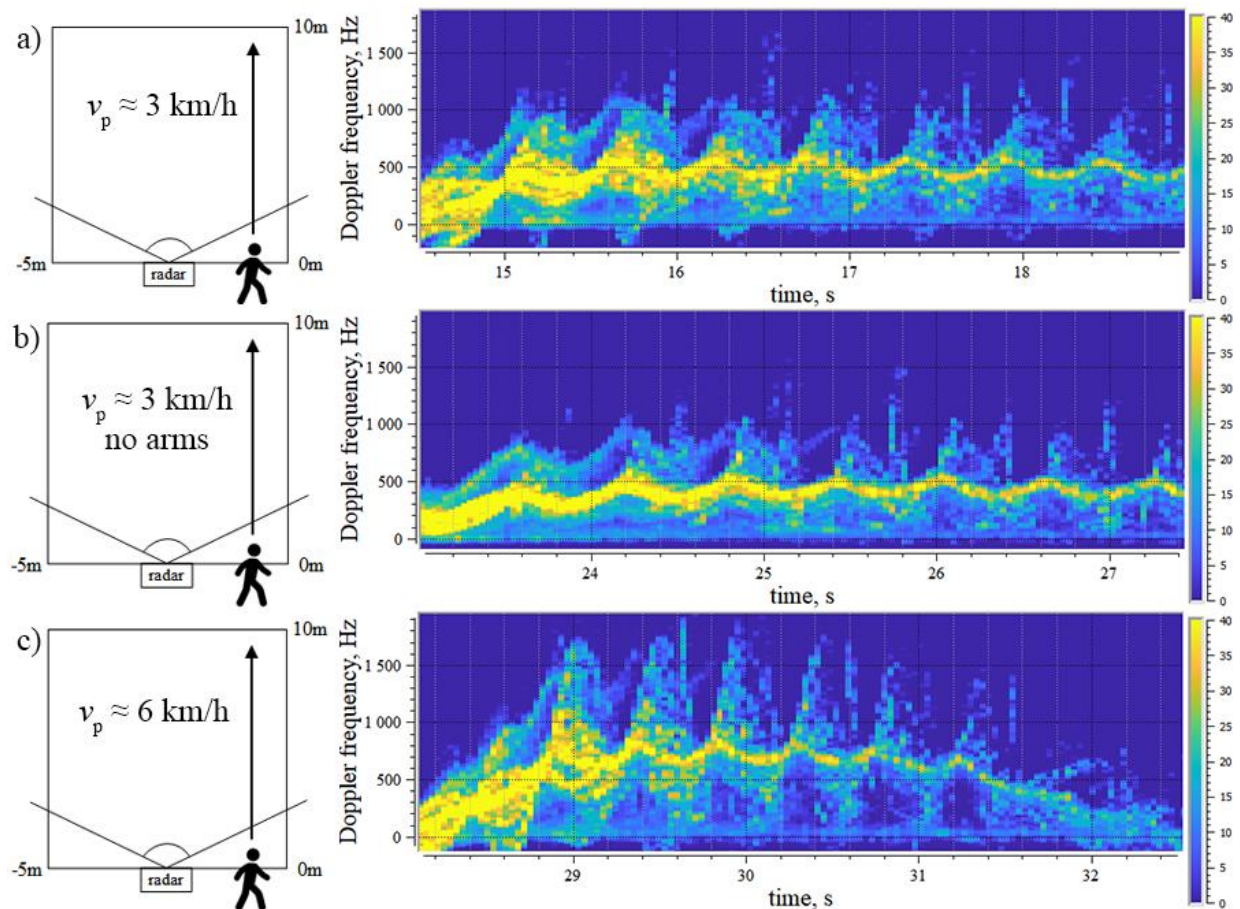 a)
10m
vp ≈ 3 km/h
-5m
radar
0m
Doppler frequency, Hz
1 500
1 000
500
0
15
16
17
18
time, s
40
35
30
25
20
15
10
5
0
b)
10m
vp ≈ 3 km/h
no arms
-5m
radar
0m
Doppler frequency, Hz
1 500
1 000
500
0
24
25
26
27
time, s
40
35
30
25
20
15
10
5
0
c)
10m
vp ≈ 6 km/h
-5m
radar
0m
Doppler frequency, Hz
1 500
1 000
500
0
29
30
31
32
time, s
40
35
30
25
20
15
10
5
0